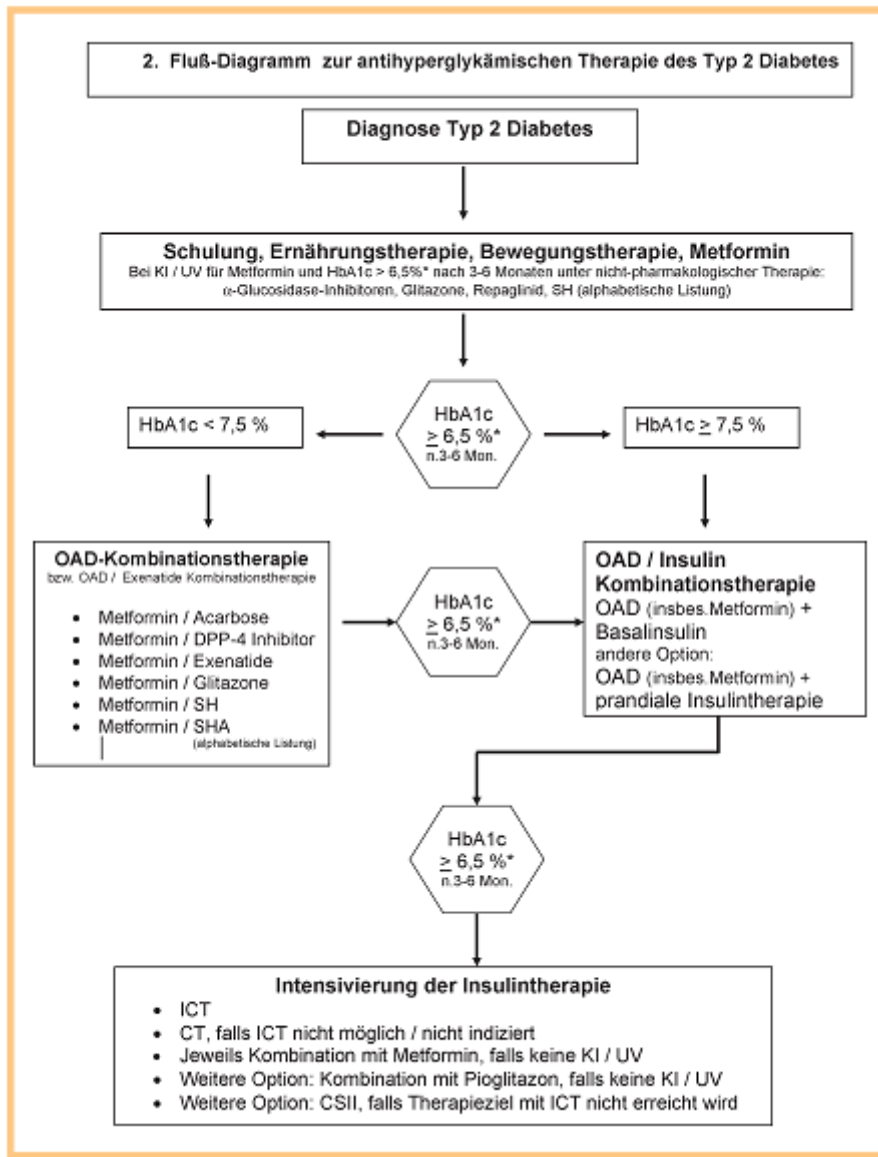 2. Fluß-Diagramm zur antihyperglykämischen Therapie des Typ 2 Diabetes
Diagnose Typ 2 Diabetes
Schulung, Ernährungstherapie, Bewegungstherapie, Metformin
Bei KI / UV für Metformin und HbA1c > 6,5%* nach 3-6 Monaten unter nicht-pharmakologischer Therapie:
α-Glucosidase-Inhibitoren, Glitazone, Repaglinid, SH (alphabetische Listung)
HbA1c < 7,5 %
HbA1c
≥ 6,5 %*
n.3-6 Mon.
HbA1c ≥ 7,5 %
OAD-Kombinationstherapie
bzw. OAD / Exenatide Kombinationstherapie
• Metformin / Acarbose
• Metformin / DPP-4 Inhibitor
• Metformin / Exenatide
• Metformin / Glitazone
• Metformin / SH
• Metformin / SHA
(alphabetische Listung)
HbA1c
≥ 6,5 %*
n.3-6 Mon.
OAD / Insulin
Kombinationstherapie
OAD (insbes.Metformin) +
Basalinsulin
andere Option:
OAD (insbes.Metformin) +
prandiale Insulintherapie
HbA1c
≥ 6,5 %*
n.3-6 Mon.
Intensivierung der Insulintherapie
• ICT
• CT, falls ICT nicht möglich / nicht indiziert
• Jeweils Kombination mit Metformin, falls keine KI / UV
• Weitere Option: Kombination mit Pioglitazon, falls keine KI / UV
• Weitere Option: CSII, falls Therapieziel mit ICT nicht erreicht wird